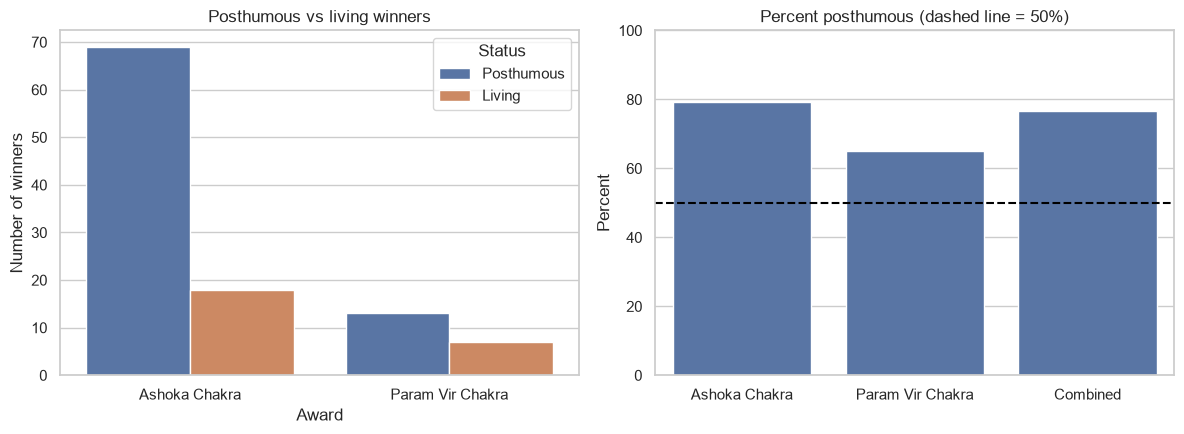 Posthumous vs living winners
Number of winners
70
60
50
40
30
20
10
0
Status
Posthumous
Living
Ashoka Chakra
Param Vir Chakra
Award
Percent posthumous (dashed line = 50%)
Percent
100
80
60
40
20
0
Ashoka Chakra
Param Vir Chakra
Combined